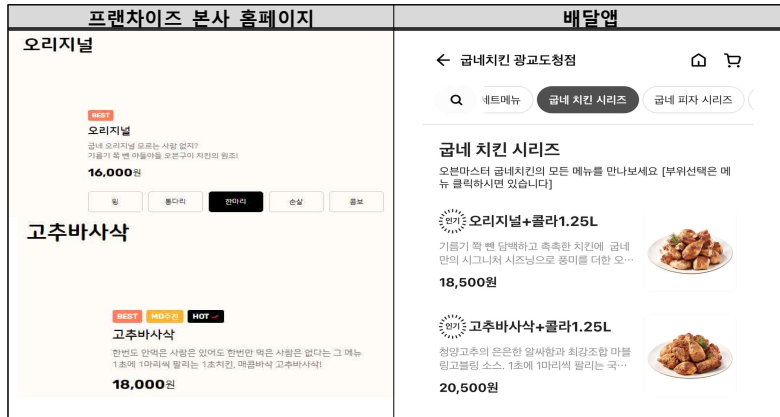 프랜차이즈 본사 홈페이지
배달앱
오리지널
BEST
오리지널
굽네 오리지널 모르는 사람 없지?
기름기 쪽 뺀 야들야들 오븐구이 치킨의 원조!
16,000원
윙
통다리
한마리
순살
콤보
고추바사삭
BEST
MD추천
HOT
고추바사삭
한번도 안먹은 사람은 있어도 한번만 먹은 사람은 없다는 그 메뉴
1초에 1마리씩 팔리는 1초치킨, 매콤바삭 고추바사삭!
18,000원
굽네치킨 광교도청점
세트메뉴
굽네 치킨 시리즈
굽네 피자 시리즈
굽네 치킨 시리즈
오븐마스터 굽네치킨의 모든 메뉴를 만나보세요 [부위선택은 메
뉴 클릭하시면 있습니다]
인기 오리지널+콜라1.25L
기름기 쫙 뺀 담백하고 촉촉한 치킨에 굽네
만의 시그니처 시즈닝으로 풍미를 더한 오…
18,500원
인기 고추바사삭+콜라1.25L
청양고추의 은은한 알싸함과 최강조합 마블
링고블링 소스. 1초에 1마리씩 팔리는 국…
20,500원